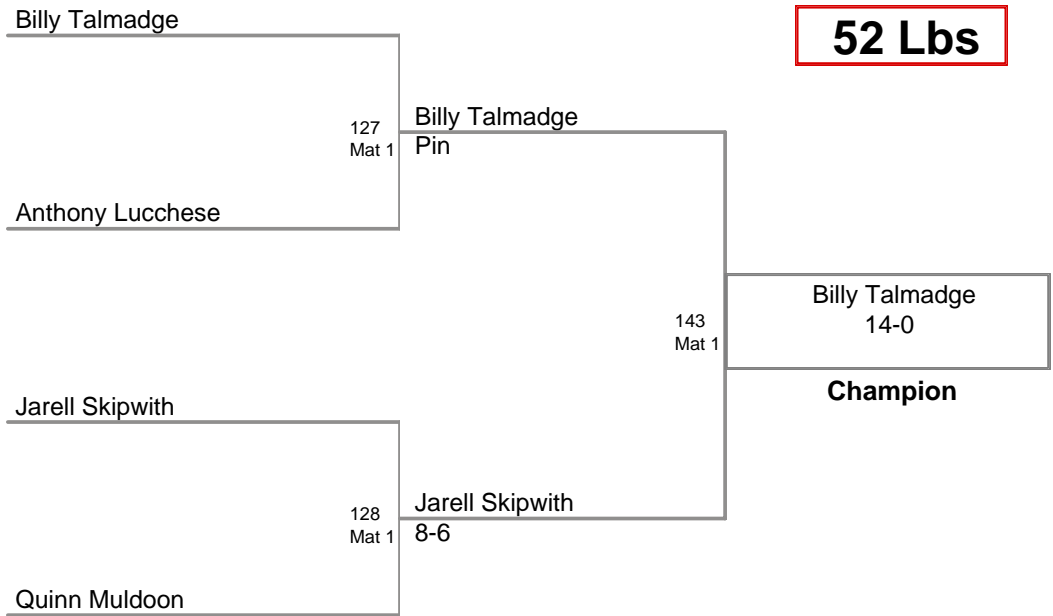 Billy Talmadge
52 Lbs
127
Mat 1
Billy Talmadge
Pin
Anthony Lucchese
143
Mat 1
Billy Talmadge
14-0
Champion
Jarell Skipwith
128
Mat 1
Jarell Skipwith
8-6
Quinn Muldoon